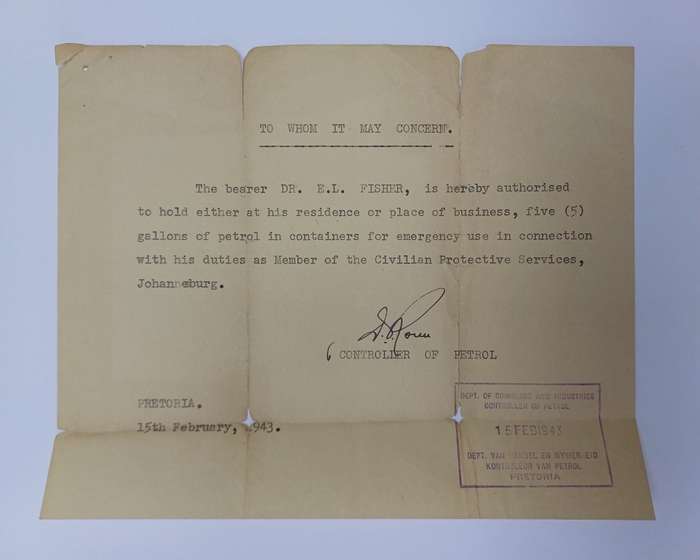 TO WHOM IT MAY CONCERN.
The bearer DR. E.L. FISHER, is hereby authorised
to hold either at his residence or place of business, five (5)
gallons of petrol in containers for emergency use in connection
with his duties as Member of the Civilian Protective Services,
Johannesburg.
CONTROLLER OF PETROL
PRETORIA.
15th February, 1943.
DEPT. OF COMMERCE AND INDUSTRIES
CONTROLLER OF PETROL
15 FEB 1943
DEPT. VAN HANDEL EN NYWERHEID
KONTROLEUR VAN PETROL
PRETORIA